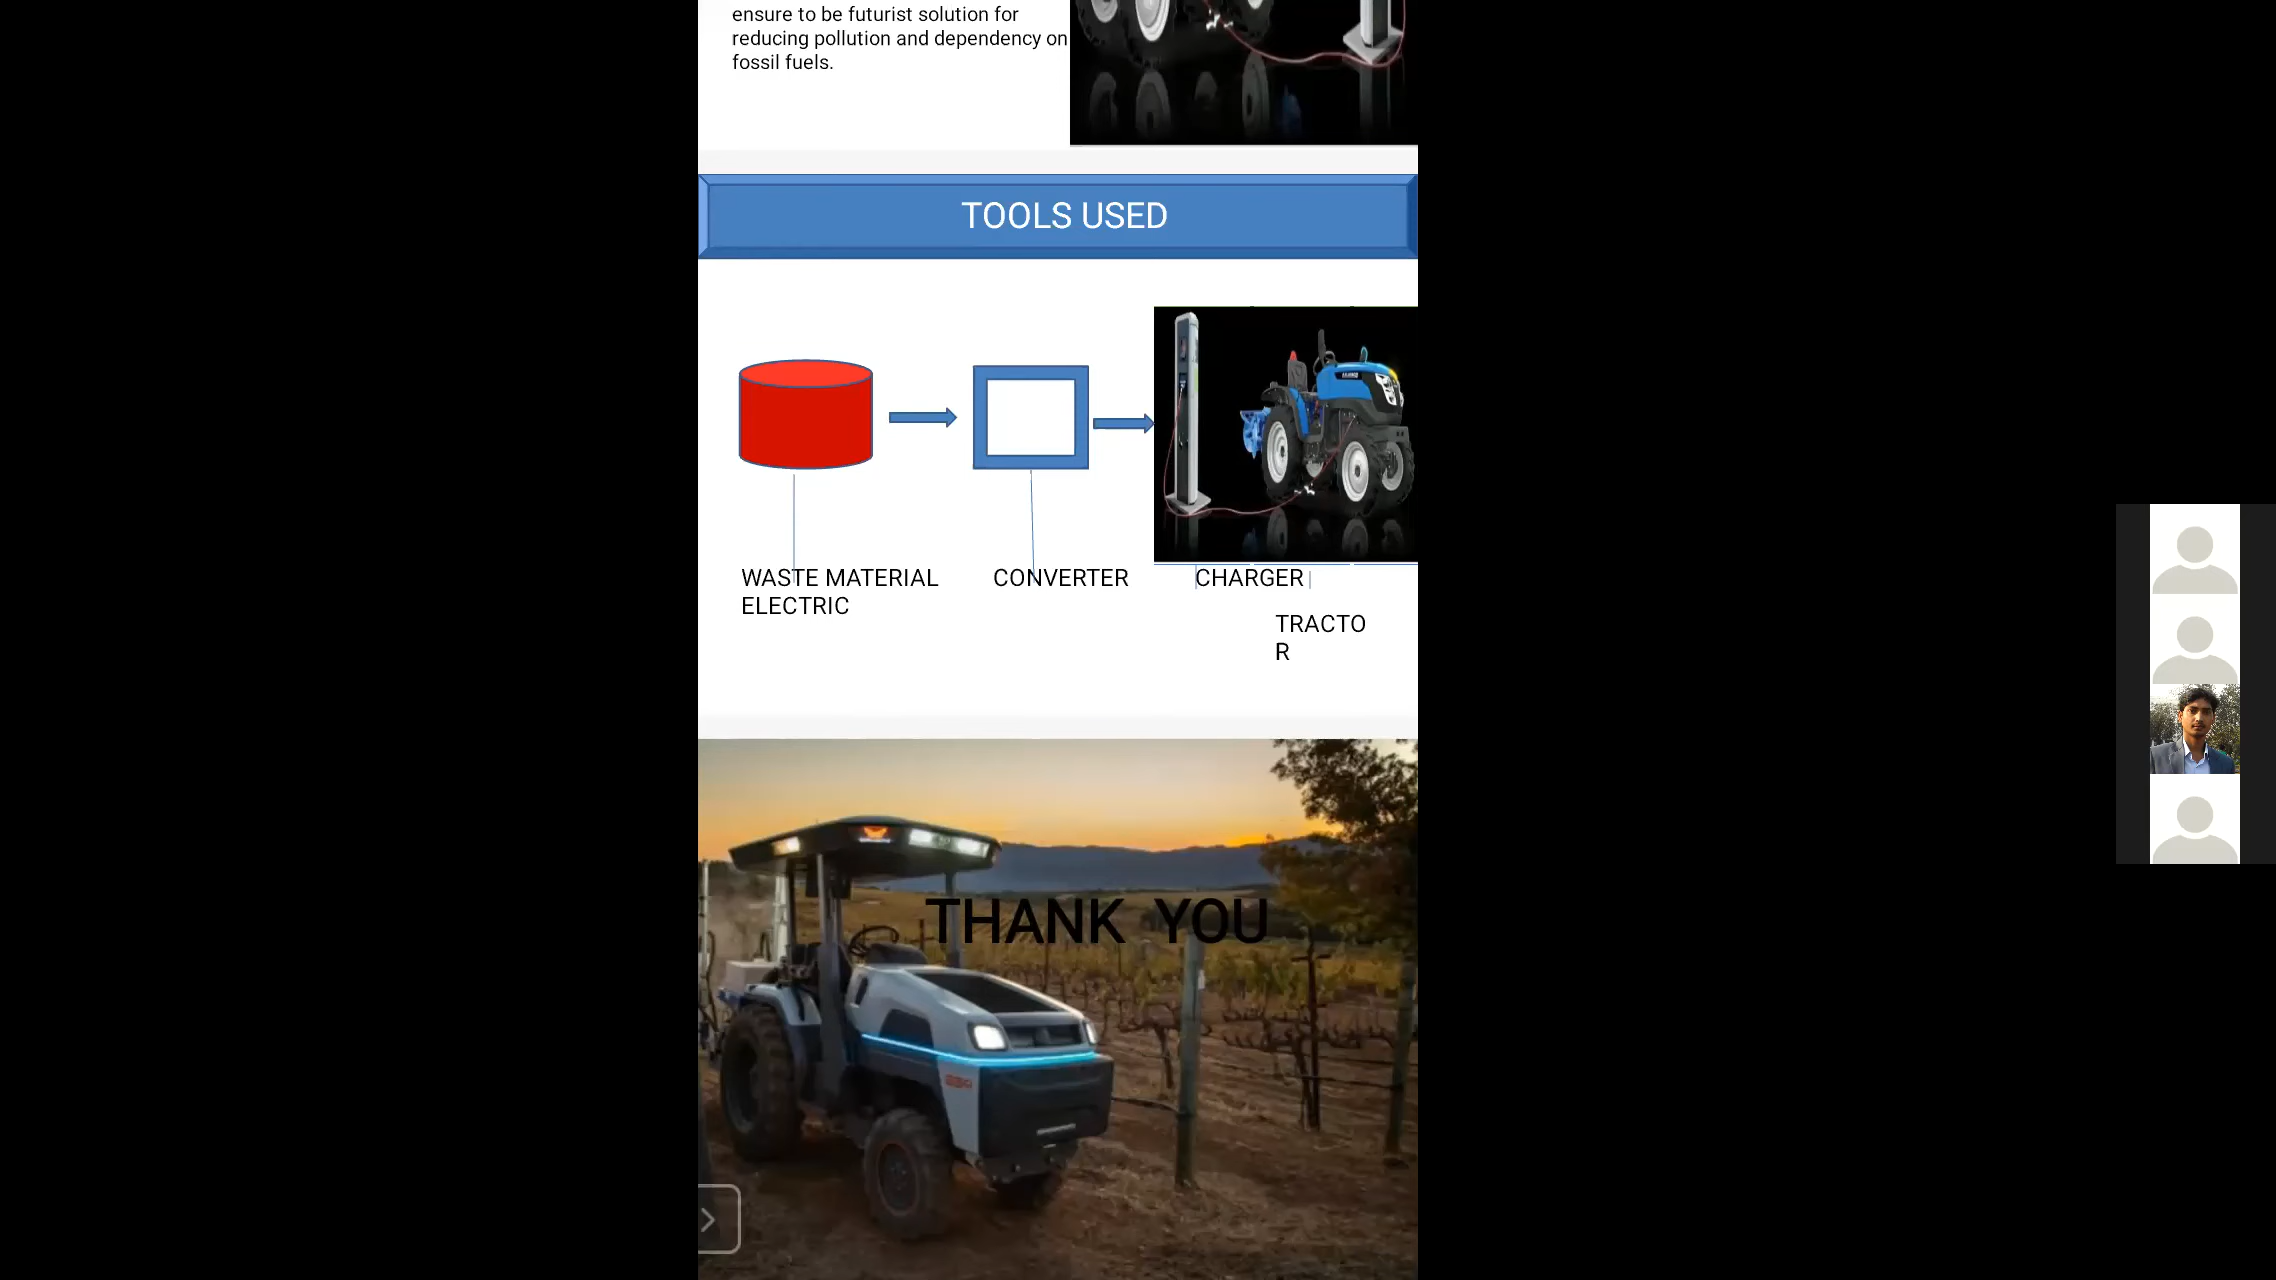 ensure to be futurist solution for
reducing pollution and dependency on
fossil fuels.
TOOLS USED
WASTE MATERIAL
ELECTRIC
CONVERTER
CHARGER
TRACTO
R
THANK YOU